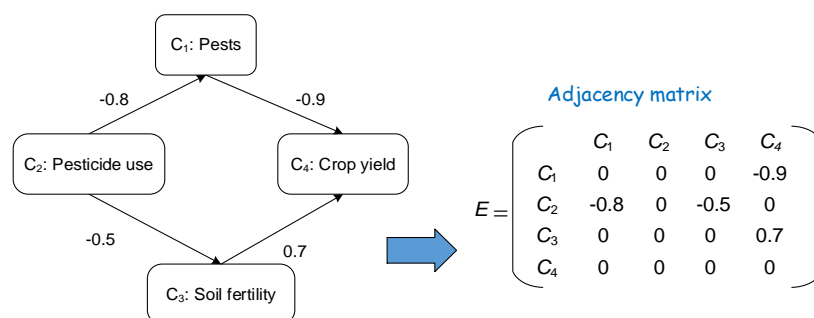 C₁: Pests
-0.8
-0.9
C₂: Pesticide use
C₄: Crop yield
-0.5
0.7
C₃: Soil fertility
Adjacency matrix
C₁ C₂ C₃ C₄
C₁ 0 0 0 -0.9
E = C₂ -0.8 0 -0.5 0
C₃ 0 0 0 0.7
C₄ 0 0 0 0